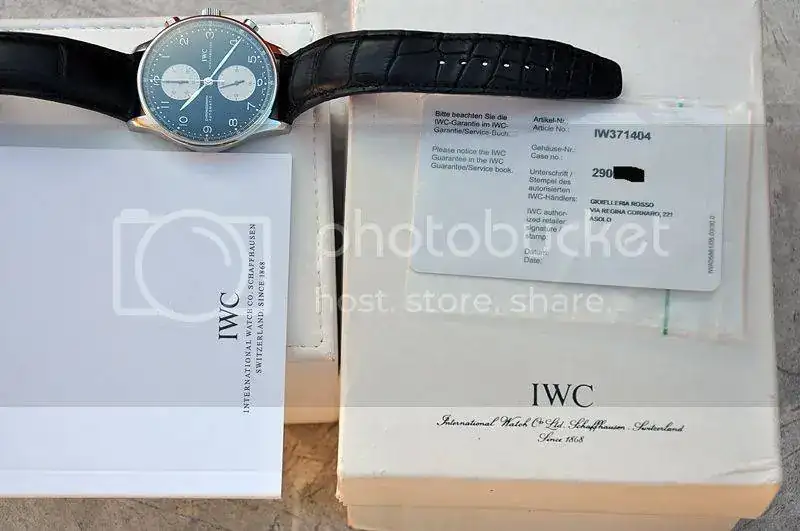 IWC
Bitte beachten Sie die
IWC-Garantie im IWC-
Garantie/Service-Buch.
Please notice the IWC
Guarantee in the IWC
Guarantee/Service book.
Artikel-Nr.
Article No.:
IW371404
Gehäuse-Nr.
Case no.:
290
Unterschrift /
Stempel des
autorisierten
IWC-Händlers:
IWC author-
ized retailer
signature /
stamp:
GIOIELLERIA ROSSO
VIA REGINA CORNARO, 221
ASOLO
Datum:
Date:
photobucket
host. store. share.
IWC
INTERNATIONAL WATCH CO. SCHAFFHAUSEN
SWITZERLAND, SINCE 1868
IWC
International Watch Co. Ltd. Schaffhausen. Switzerland
Since 1868